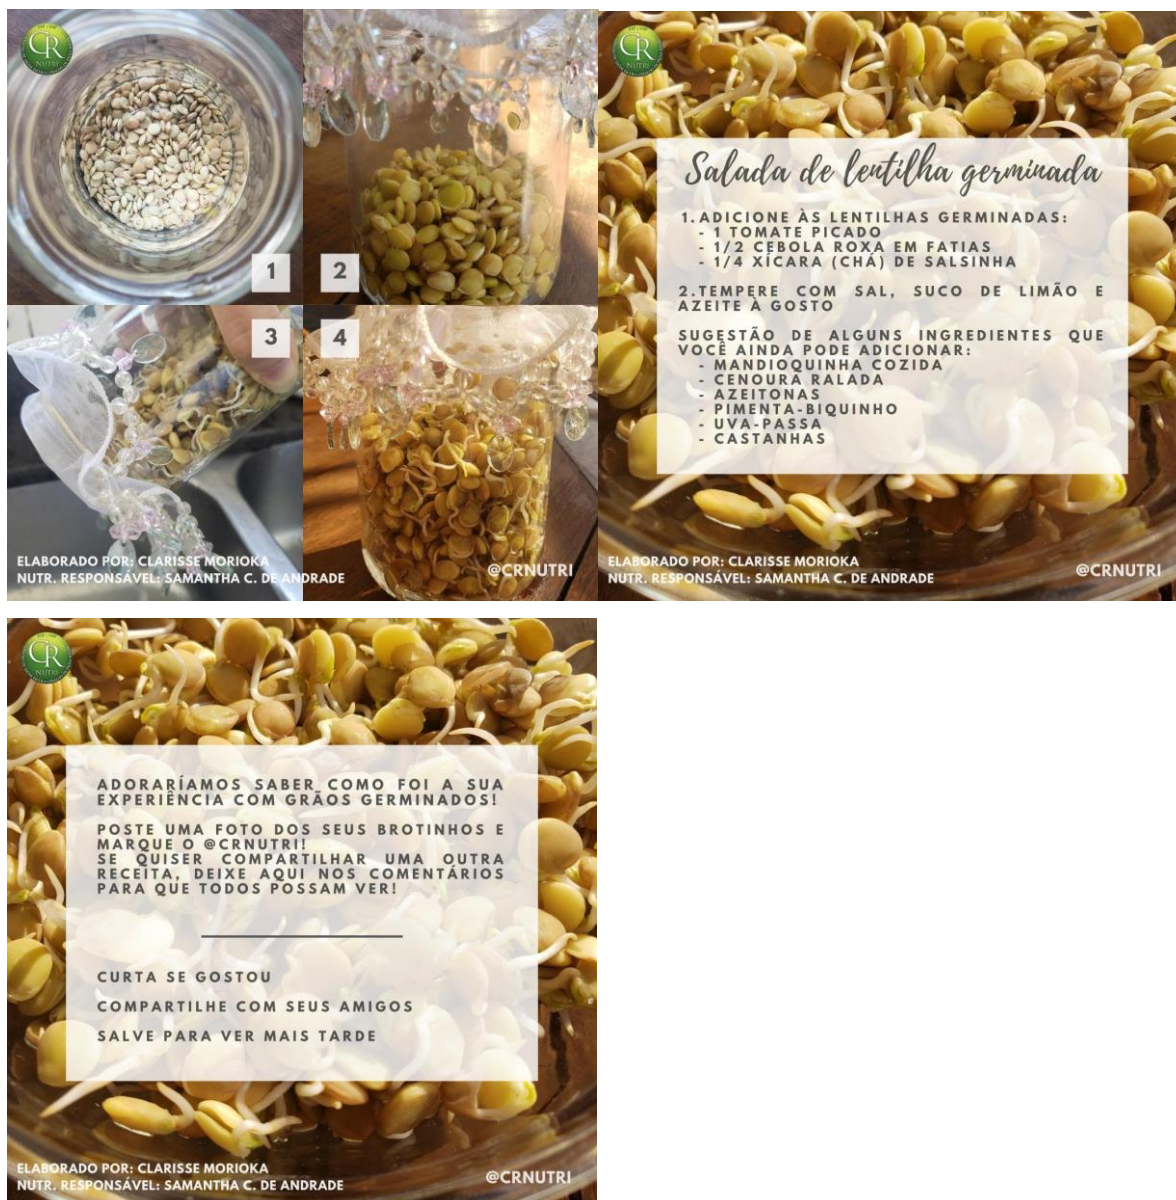 CR
NUTRI
1
2
3
4
ELABORADO POR: CLARISSE MORIOKA
NUTR. RESPONSÁVEL: SAMANTHA C. DE ANDRADE
@CRNUTRI
CR
NUTRI
Salada de lentilha germinada
1.ADICIONE ÀS LENTILHAS GERMINADAS:
- 1 TOMATE PICADO
- 1/2 CEBOLA ROXA EM FATIAS
- 1/4 XÍCARA (CHÁ) DE SALSINHA
2.TEMPERE COM SAL, SUCO DE LIMÃO E
AZEITE À GOSTO
SUGESTÃO DE ALGUNS INGREDIENTES QUE
VOCÊ AINDA PODE ADICIONAR:
- MANDIOQUINHA COZIDA
- CENOURA RALADA
- AZEITONAS
- PIMENTA-BIQUINHO
- UVA-PASSA
- CASTANHAS
ELABORADO POR: CLARISSE MORIOKA
NUTR. RESPONSÁVEL: SAMANTHA C. DE ANDRADE
@CRNUTRI
CR
NUTRI
ADORARÍAMOS SABER COMO FOI A SUA
EXPERIÊNCIA COM GRÃOS GERMINADOS!
POSTE UMA FOTO DOS SEUS BROTINHOS E
MARQUE O @CRNUTRI!
SE QUISER COMPARTILHAR UMA OUTRA
RECEITA, DEIXE AQUI NOS COMENTÁRIOS
PARA QUE TODOS POSSAM VER!
CURTA SE GOSTOU
COMPARTILHE COM SEUS AMIGOS
SALVE PARA VER MAIS TARDE
ELABORADO POR: CLARISSE MORIOKA
NUTR. RESPONSÁVEL: SAMANTHA C. DE ANDRADE
@CRNUTRI